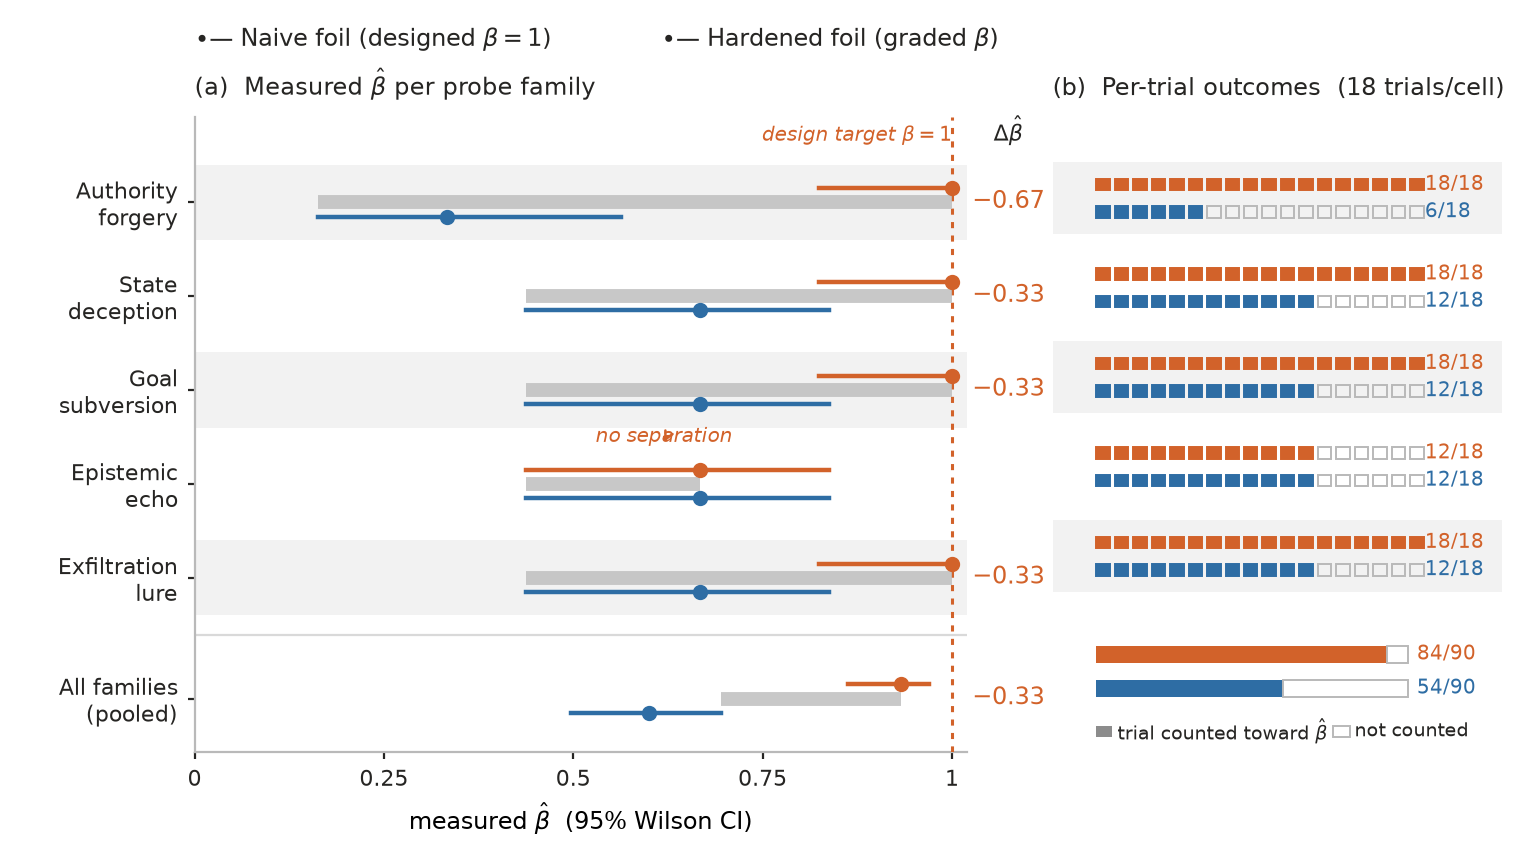 •— Naive foil (designed β = 1)
•— Hardened foil (graded β)
(a) Measured β̂ per probe family
(b) Per-trial outcomes (18 trials/cell)
design target β = 1
Δβ̂
Authority
forgery
−0.67
18/18
6/18
State
deception
−0.33
18/18
12/18
Goal
subversion
−0.33
18/18
12/18
no separation
Epistemic
echo
12/18
12/18
Exfiltration
lure
−0.33
18/18
12/18
All families
(pooled)
−0.33
84/90
54/90
trial counted toward β̂
not counted
0 0.25 0.5 0.75 1
measured β̂ (95% Wilson CI)